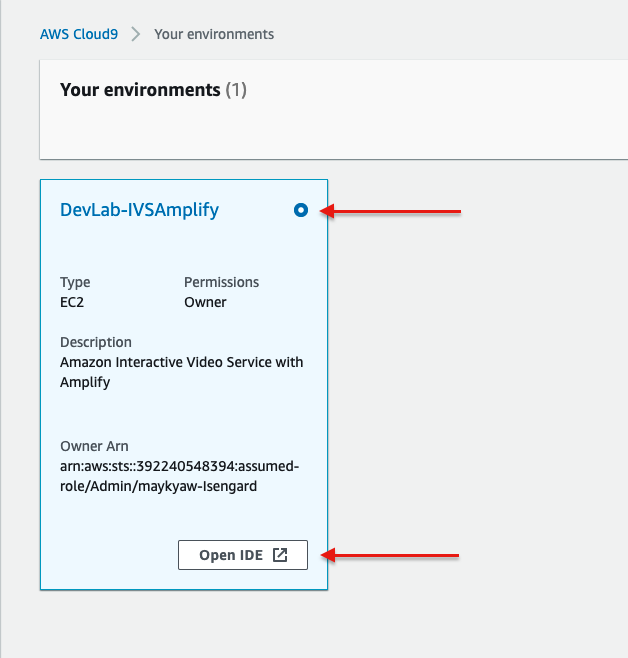 AWS Cloud9 > Your environments
Your environments (1)
DevLab-IVSAmplify
Type
Permissions
EC2
Owner
Description
Amazon Interactive Video Service with
Amplify
Owner Arn
arn:aws:sts::392240548394:assumed-
role/Admin/maykyaw-Isengard
Open IDE